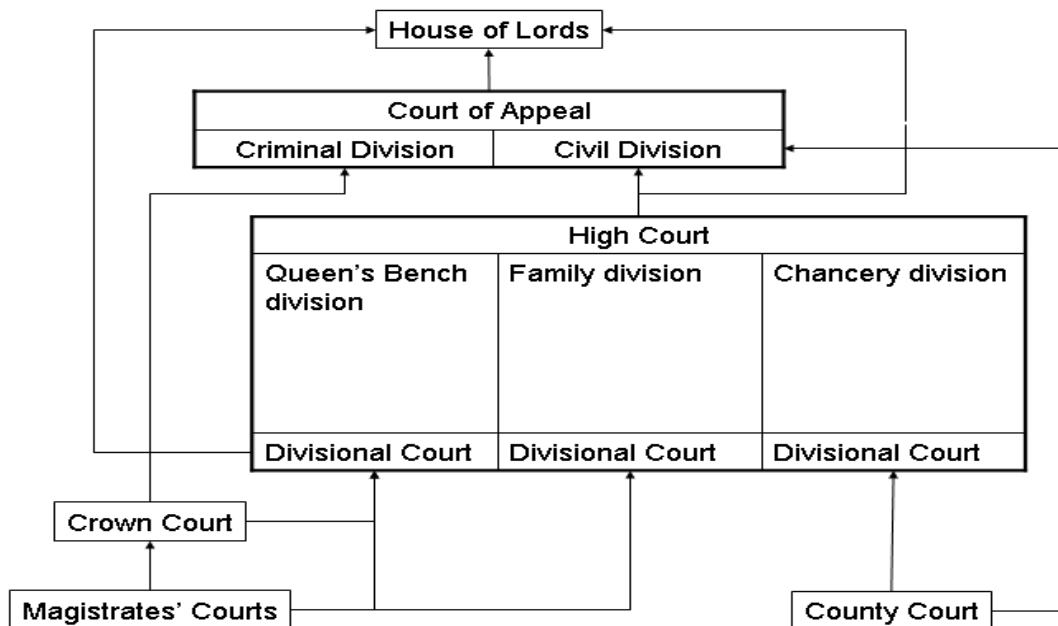 House of Lords
Court of Appeal
Criminal Division
Civil Division
High Court
Queen's Bench
division
Family division
Chancery division
Divisional Court
Divisional Court
Divisional Court
Crown Court
Magistrates' Courts
County Court